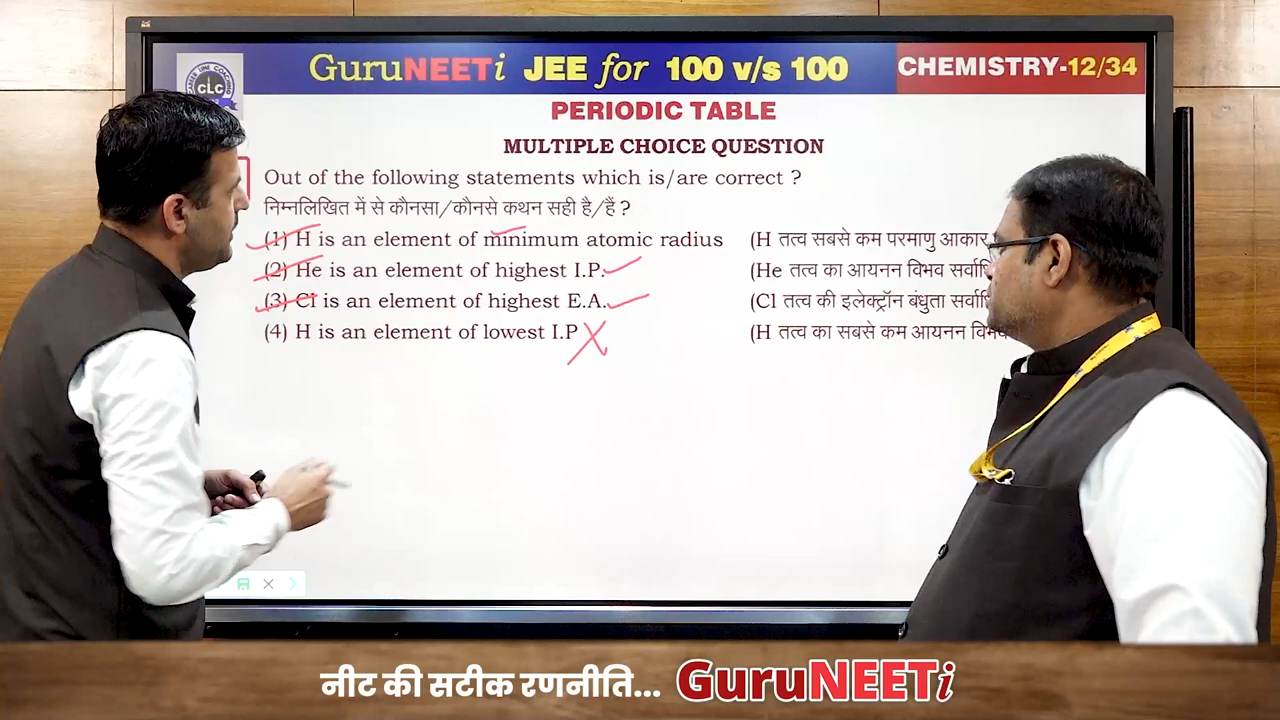 GuruNEETi JEE for 100 v/s 100
CHEMISTRY-12/34
CLC
PERIODIC TABLE
MULTIPLE CHOICE QUESTION
Out of the following statements which is/are correct ?
निम्नलिखित में से कौनसा/कौनसे कथन सही है/हैं ?
(1) H is an element of minimum atomic radius (H तत्व सबसे कम परमाणु आकार
(2) He is an element of highest I.P. (He तत्व का आयनन विभव
(3) Cl is an element of highest E.A. (Cl तत्व की इलेक्ट्रॉन बंधुता
(4) H is an element of lowest I.P (H तत्व का सबसे कम आयनन
नीट की सटीक रणनीति... GuruNEETi